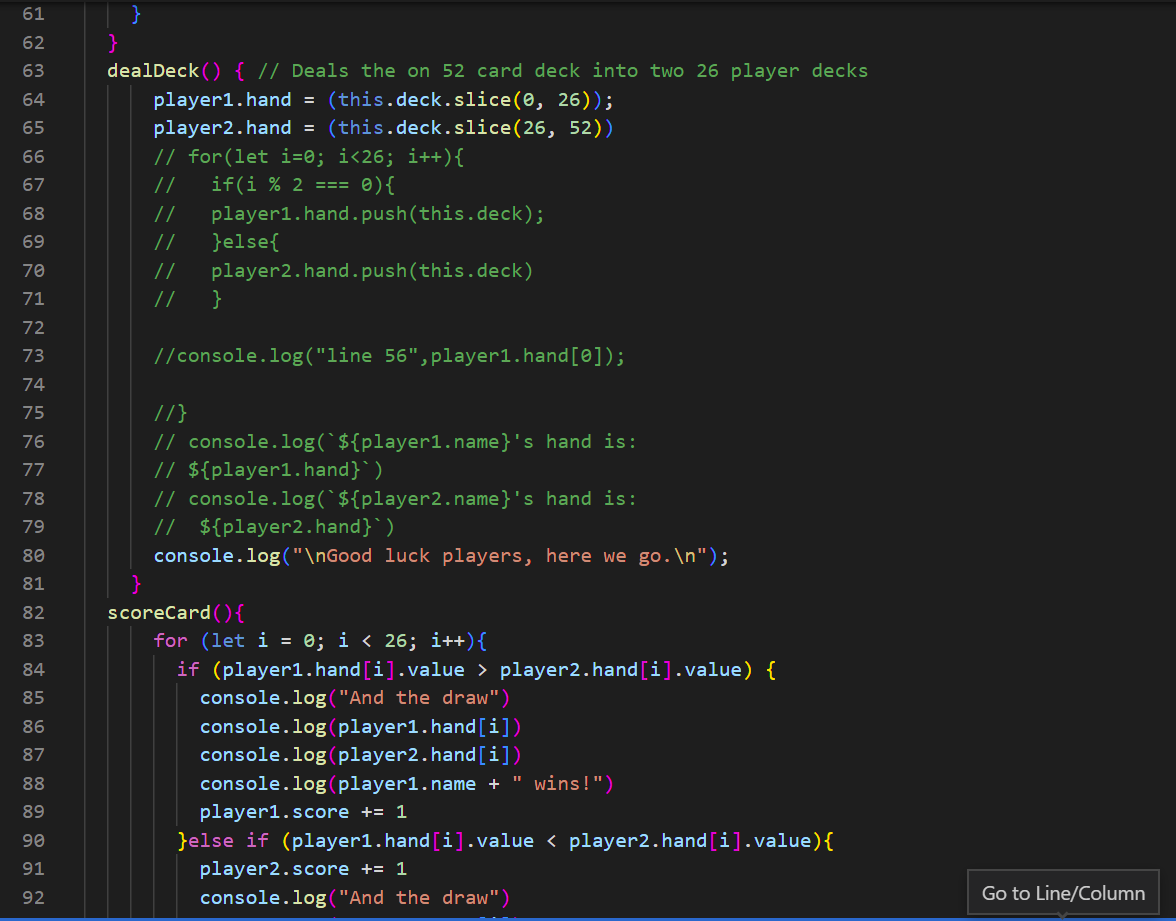 61 }
62 }
63 dealDeck() { // Deals the on 52 card deck into two 26 player decks
64 player1.hand = (this.deck.slice(0, 26));
65 player2.hand = (this.deck.slice(26, 52))
66 // for(let i=0; i<26; i++){
67 //   if(i % 2 === 0){
68 //   player1.hand.push(this.deck);
69 //   }else{
70 //   player2.hand.push(this.deck)
71 //   }
72
73 //console.log("line 56",player1.hand[0]);
74
75 //}
76 // console.log(`${player1.name}'s hand is:
77 // ${player1.hand}`)
78 // console.log(`${player2.name}'s hand is:
79 //  ${player2.hand}`)
80 console.log("\nGood luck players, here we go.\n");
81 }
82 scoreCard(){
83 for (let i = 0; i < 26; i++){
84 if (player1.hand[i].value > player2.hand[i].value) {
85 console.log("And the draw")
86 console.log(player1.hand[i])
87 console.log(player2.hand[i])
88 console.log(player1.name + " wins!")
89 player1.score += 1
90 }else if (player1.hand[i].value < player2.hand[i].value){
91 player2.score += 1
92 console.log("And the draw")
Go to Line/Column